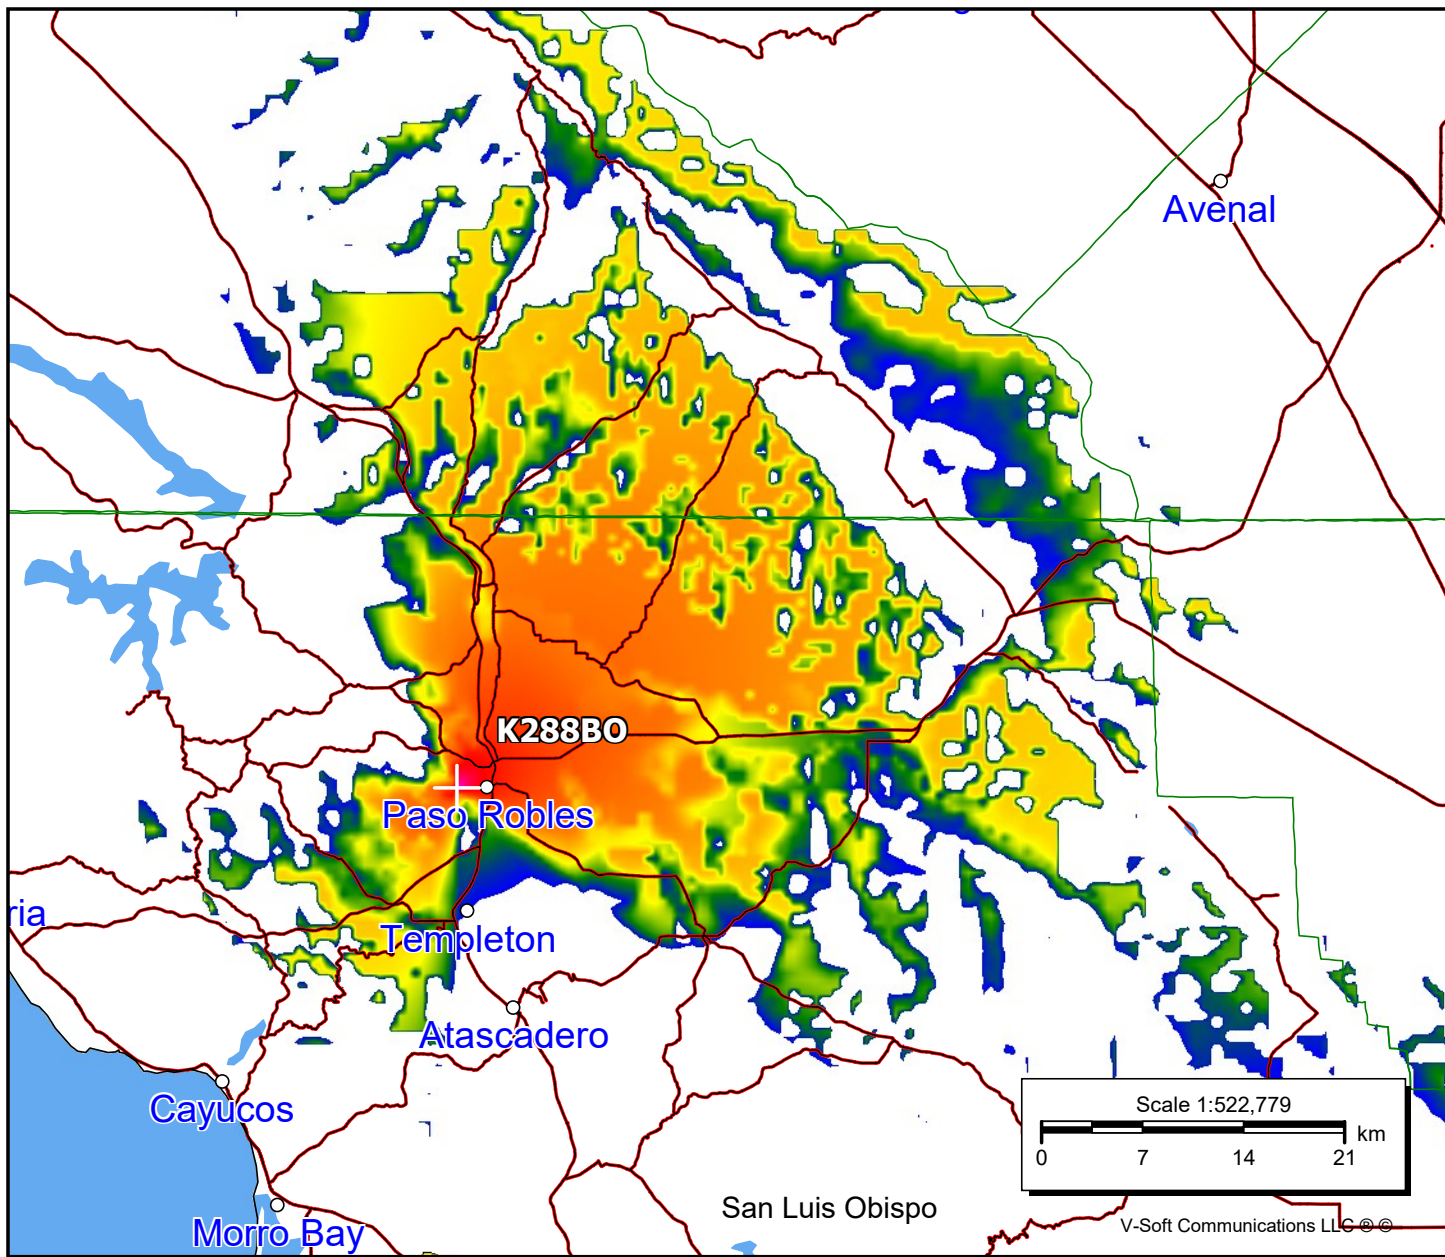 Avenal
K288BO
Paso Robles
ria
Templeton
Atascadero
Cayucos
Scale 1:522,779
km
0 7 14 21
San Luis Obispo
V-Soft Communications LLC ® ©
Morro Bay